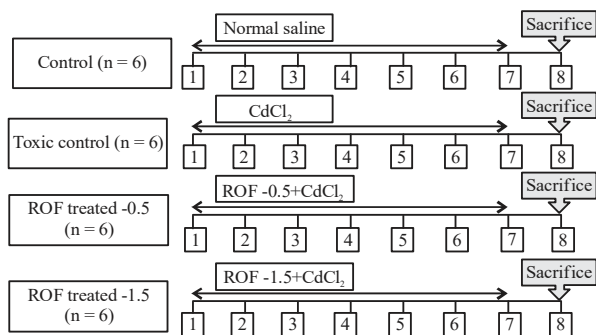 Normal saline
Sacrifice
Control (n = 6)
1 2 3 4 5 6 7 8
CdCl₂
Sacrifice
Toxic control (n = 6)
1 2 3 4 5 6 7 8
ROF -0.5+CdCl₂
Sacrifice
ROF treated -0.5
(n = 6)
1 2 3 4 5 6 7 8
ROF -1.5+CdCl₂
Sacrifice
ROF treated -1.5
(n = 6)
1 2 3 4 5 6 7 8